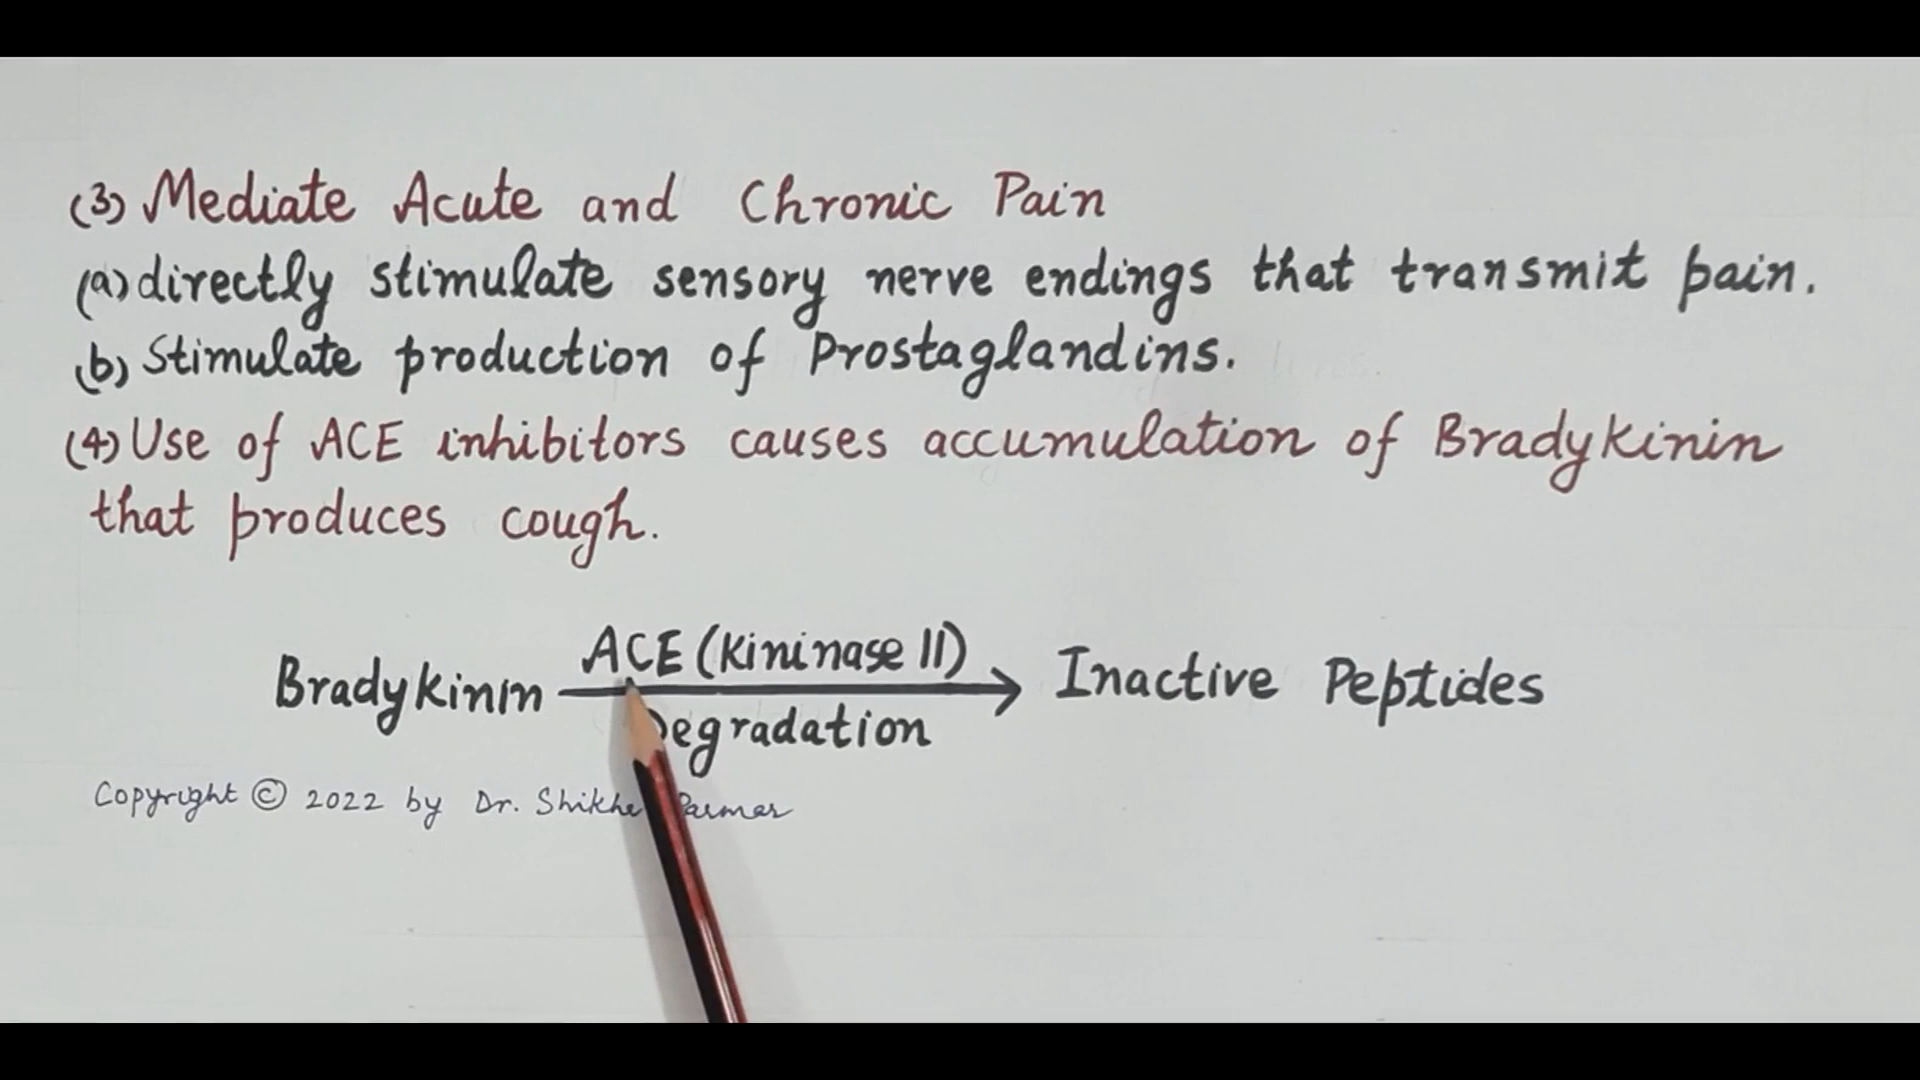 (3) Mediate Acute and Chronic Pain
(a) directly stimulate sensory nerve endings that transmit pain.
(b) Stimulate production of Prostaglandins.
(4) Use of ACE inhibitors causes accumulation of Bradykinin
that produces cough.
ACE (Kininase II)
Bradykinin → Inactive Peptides
Degradation
Copyright © 2022 by Dr.